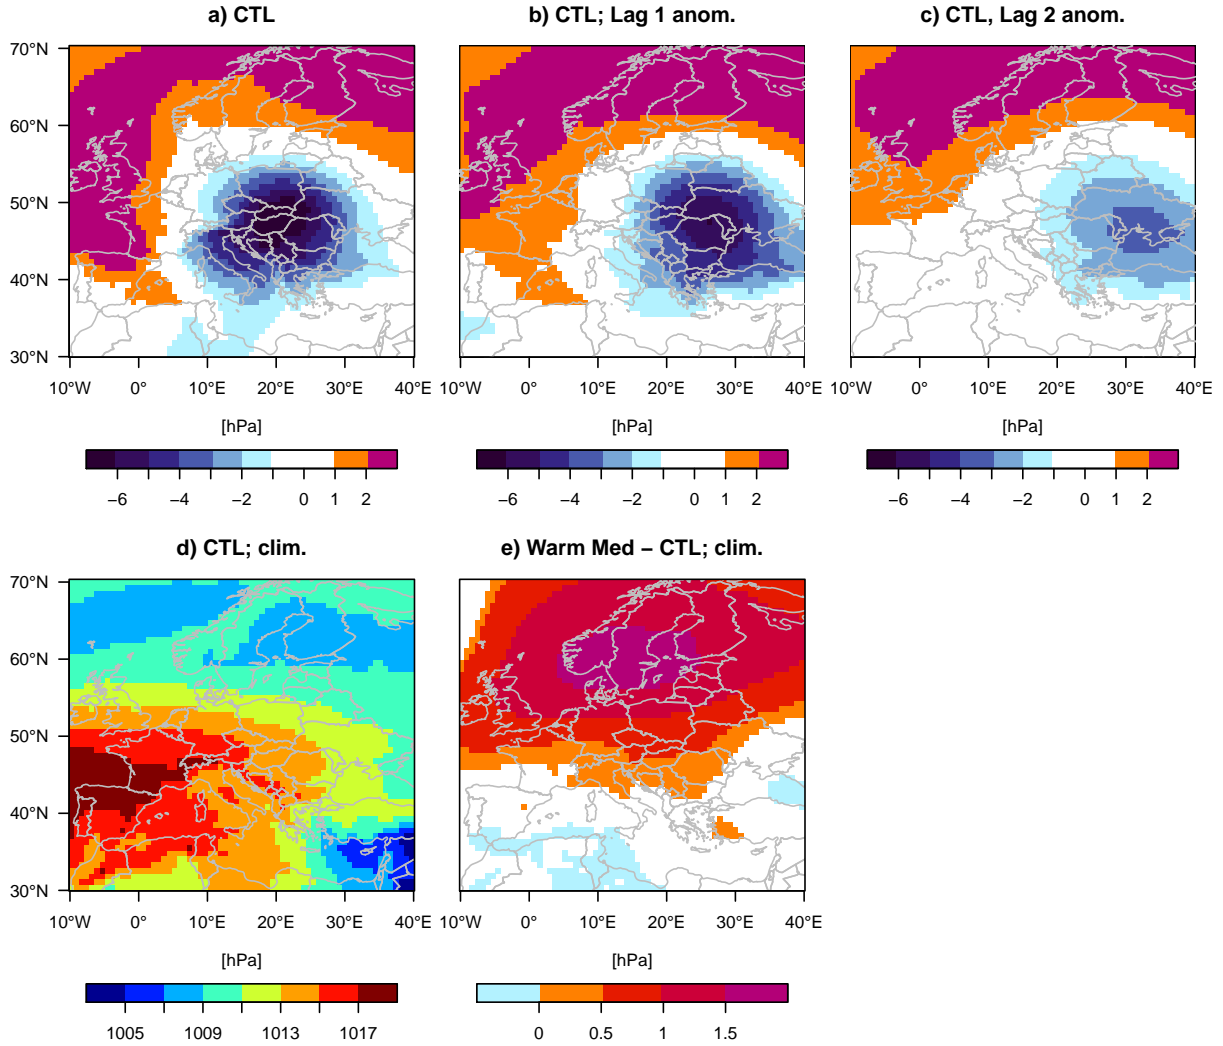 a) CTL
b) CTL; Lag 1 anom.
c) CTL, Lag 2 anom.
70°N
60°N
50°N
40°N
30°N
10°W 0° 10°E 20°E 30°E 40°E
10°W 0° 10°E 20°E 30°E 40°E
10°W 0° 10°E 20°E 30°E 40°E
[hPa]
[hPa]
[hPa]
−6 −4 −2 0 1 2
−6 −4 −2 0 1 2
−6 −4 −2 0 1 2
d) CTL; clim.
e) Warm Med − CTL; clim.
70°N
60°N
50°N
40°N
30°N
10°W 0° 10°E 20°E 30°E 40°E
10°W 0° 10°E 20°E 30°E 40°E
[hPa]
[hPa]
1005 1009 1013 1017
0 0.5 1 1.5